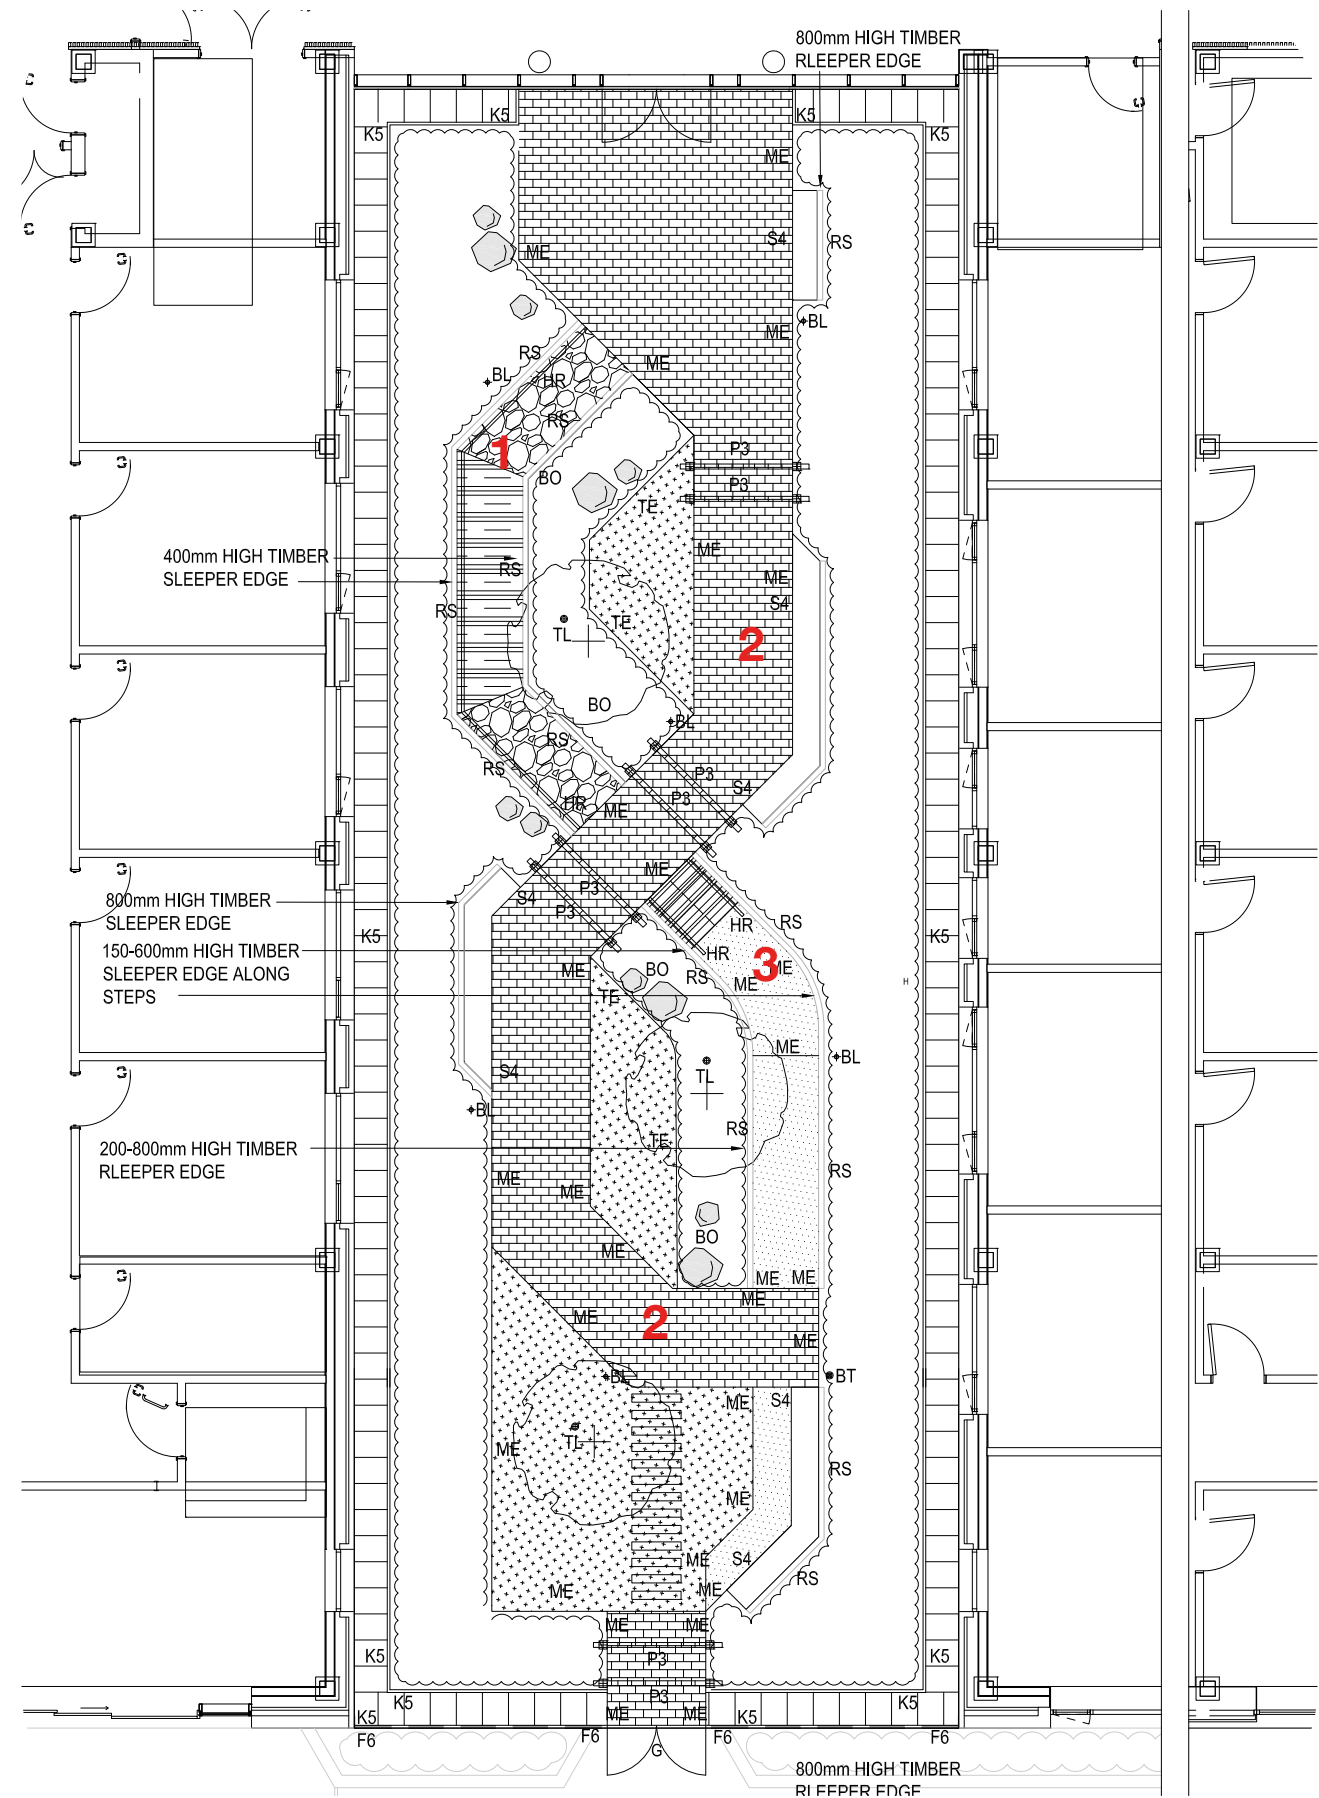 800mm HIGH TIMBER
RLEEPER EDGE
K5
K5
K5
K5
ME
S4
RS
ME
BL
ME
RS
ME
BL
HR
RS
1
P3
BO
P3
TE
400mm HIGH TIMBER
SLEEPER EDGE
ME
RS
ME
S4
RS
TE
TL
2
BO
BL
RS
RS
P3
S4
P3
HR
ME
ME
800mm HIGH TIMBER
SLEEPER EDGE
P3
S4
P3
RS
HR
K5
K5
150-600mm HIGH TIMBER
SLEEPER EDGE ALONG
STEPS
HR
3
ME
BO
RS
ME
ME
H
TE
ME
BL
S4
TL
BL
200-800mm HIGH TIMBER
RLEEPER EDGE
RS
TE
RS
ME
ME
BO
ME
ME
ME
ME
ME
2
ME
BL
BT
ME
S4
TL
ME
RS
ME
ME
S4
RS
ME
ME
ME
ME
K5
P3
K5
K5
P3
K5
K5
ME
ME
K5
F6
F6
G
F6
F6
800mm HIGH TIMBER
RLEEPER EDGE